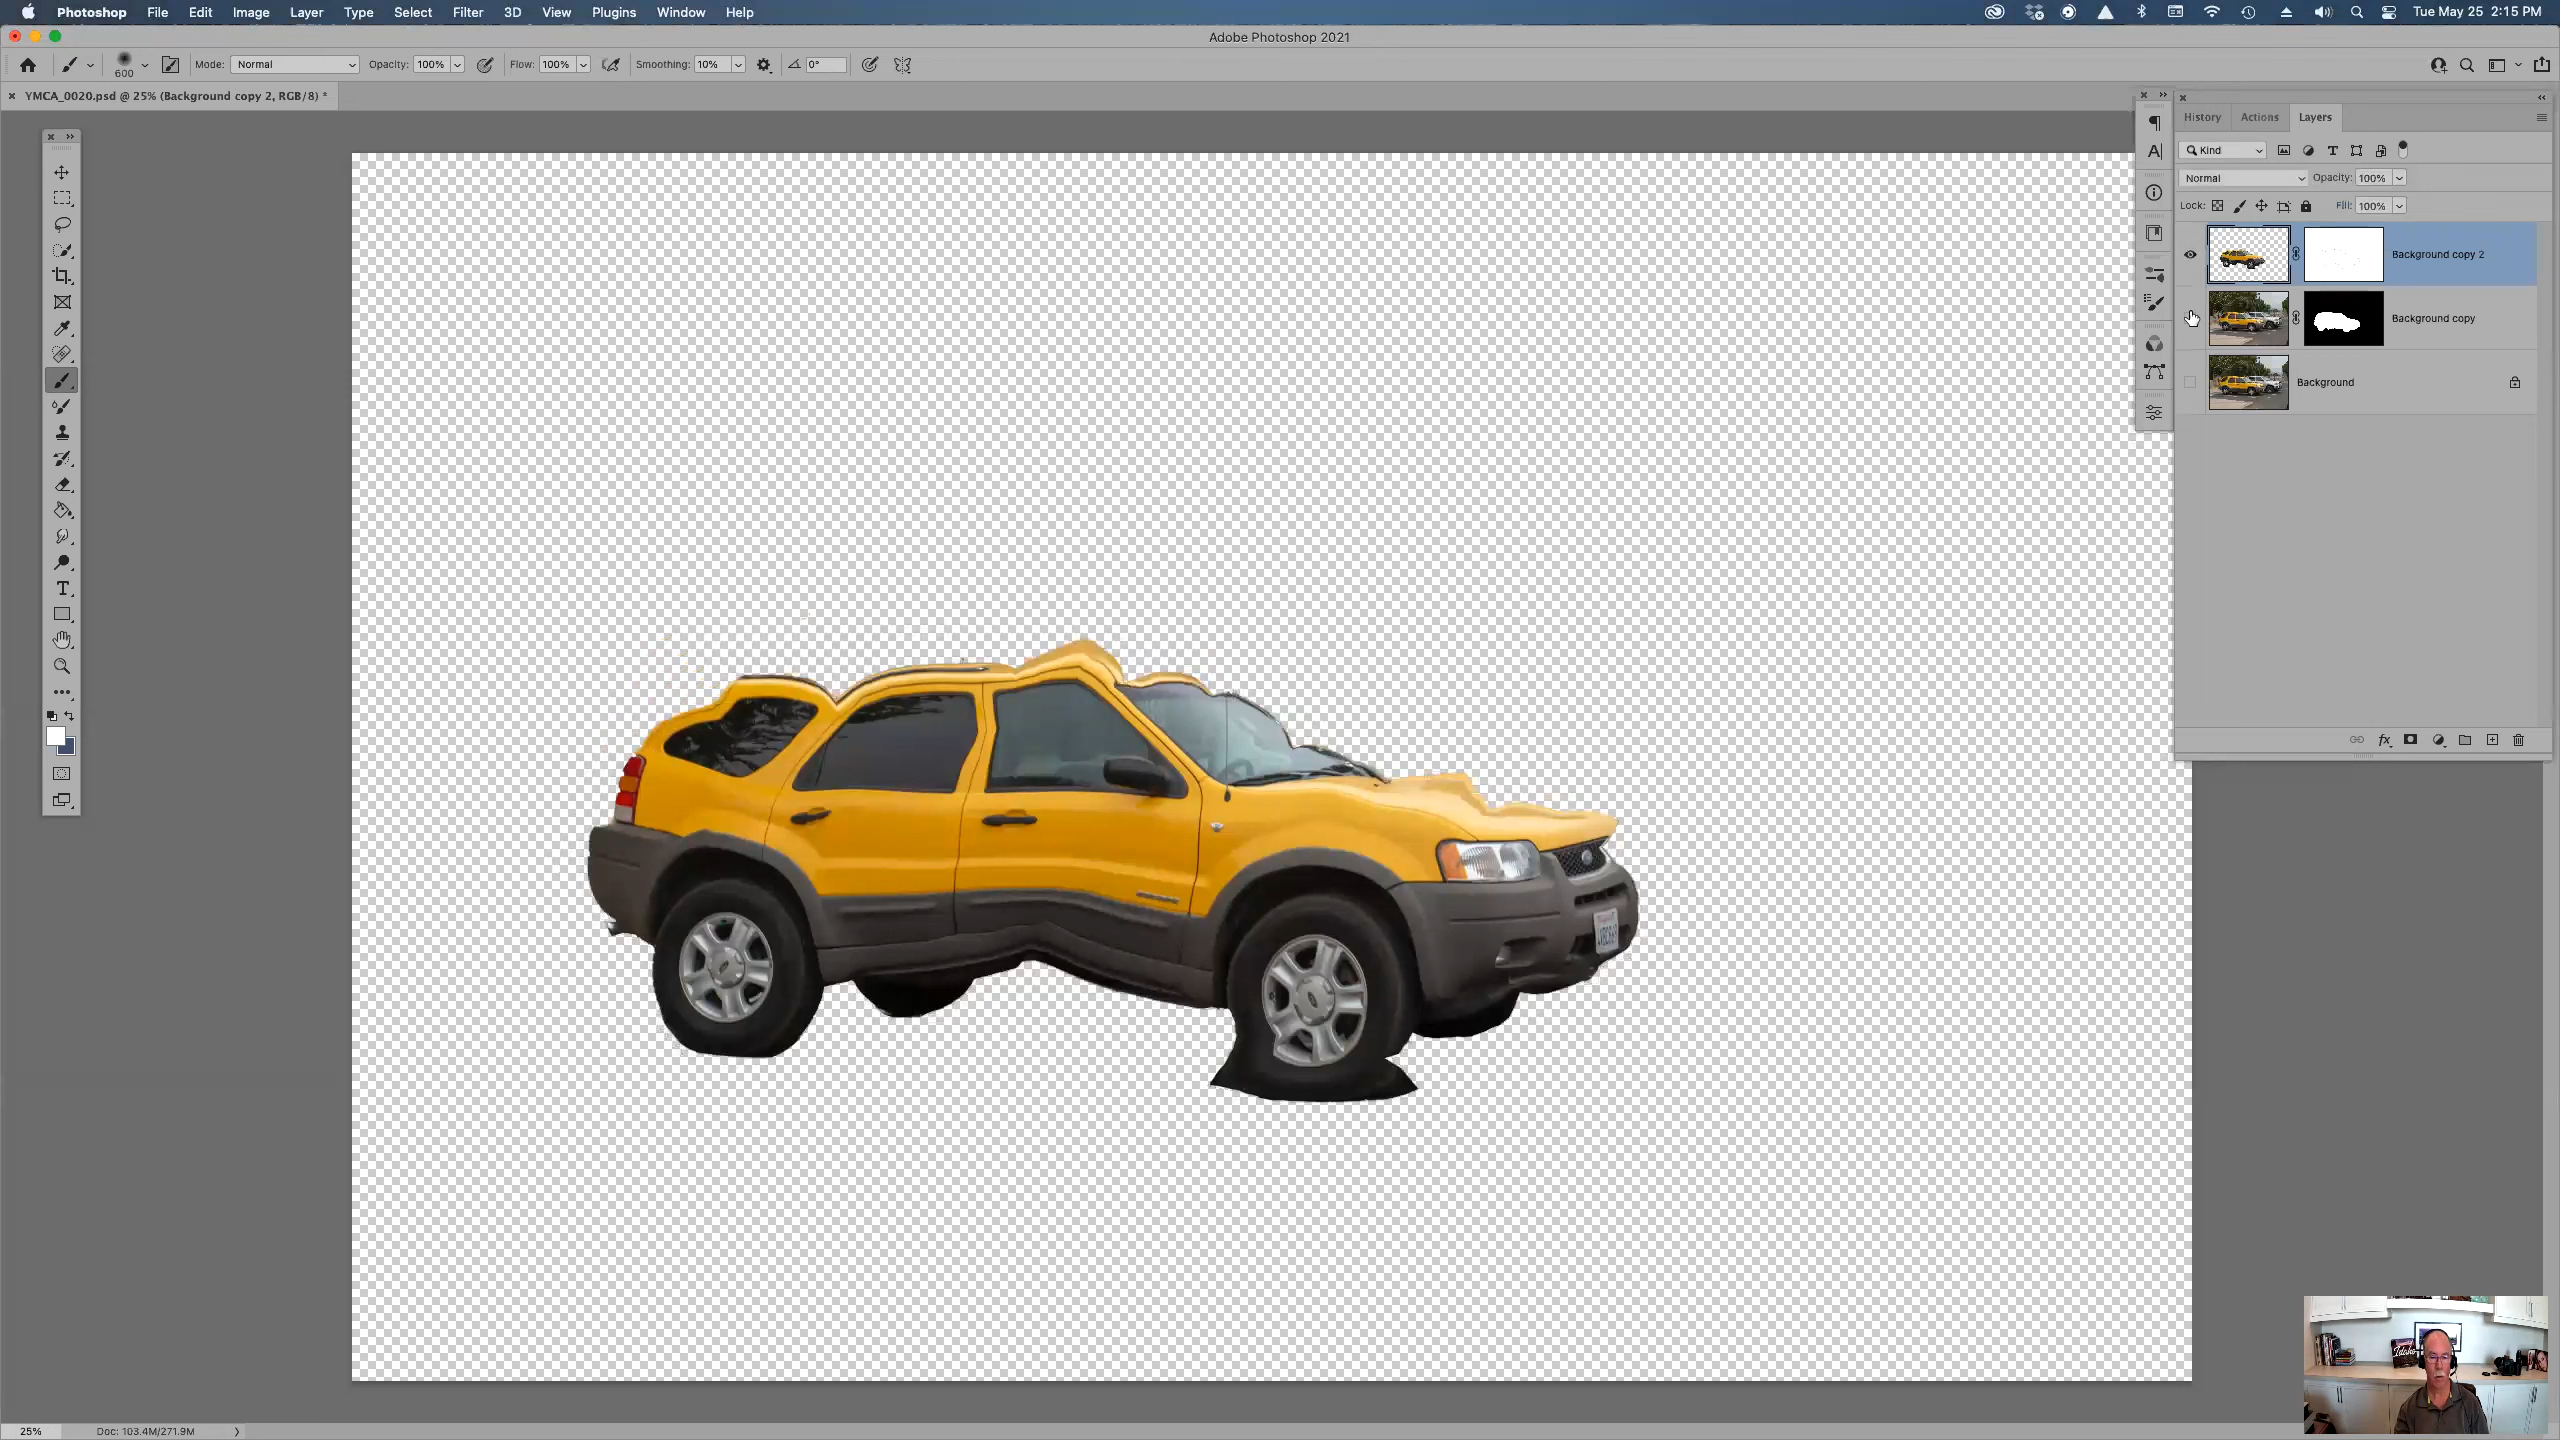 Photoshop File Edit Image Layer Type Select Filter 3D View Plugins Window Help Tue May 25 2:15 PM
Adobe Photoshop 2021
600 Mode: Normal Opacity: 100% Flow: 100% Smoothing: 10% 0°
YMCA_0020.psd @ 25% (Background copy 2, RGB/8) *
History Actions Layers
Kind
Normal Opacity: 100%
Lock: Fill: 100%
Background copy 2
Background copy
Background
fx
Idaho
25% Doc: 103.4M/271.9M